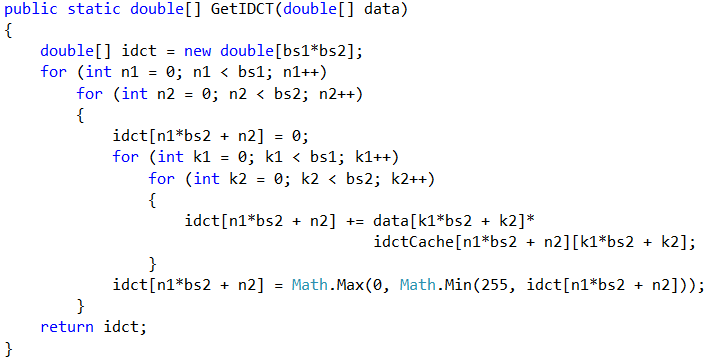 public static double[] GetIDCT(double[] data)
{
    double[] idct = new double[bs1*bs2];
    for (int n1 = 0; n1 < bs1; n1++)
        for (int n2 = 0; n2 < bs2; n2++)
        {
            idct[n1*bs2 + n2] = 0;
            for (int k1 = 0; k1 < bs1; k1++)
                for (int k2 = 0; k2 < bs2; k2++)
                {
                    idct[n1*bs2 + n2] += data[k1*bs2 + k2]*
                                         idctCache[n1*bs2 + n2][k1*bs2 + k2];
                }
            idct[n1*bs2 + n2] = Math.Max(0, Math.Min(255, idct[n1*bs2 + n2]));
        }
    return idct;
}